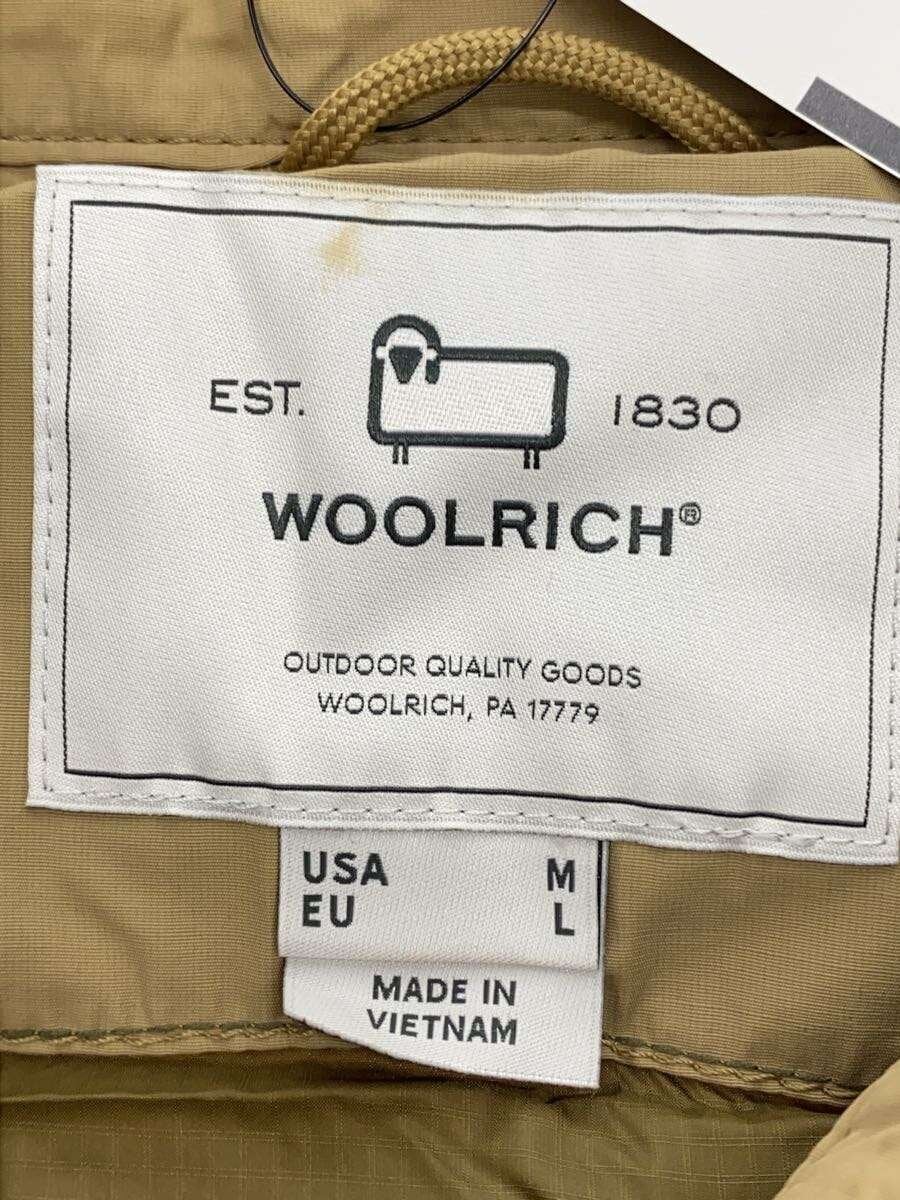 EST. 1830
WOOLRICH®
OUTDOOR QUALITY GOODS
WOOLRICH, PA 17779
USA M
EU L
MADE IN
VIETNAM